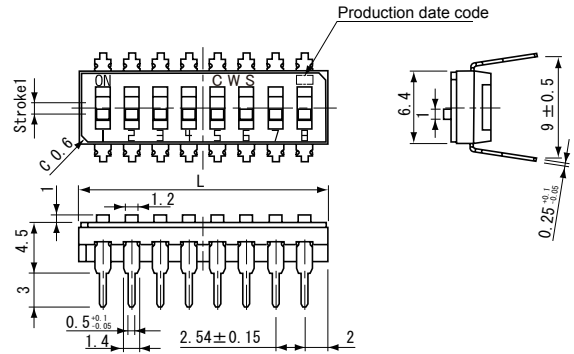 Production date code
ON CWS
1 2 3 4 5 6 7 8
Stroke1
C0.6
6.4
1
9±0.5
0.25 +0.1 -0.05
L
1.2
1
4.5
3
0.5 +0.1 -0.05
1.4
2.54±0.15
2